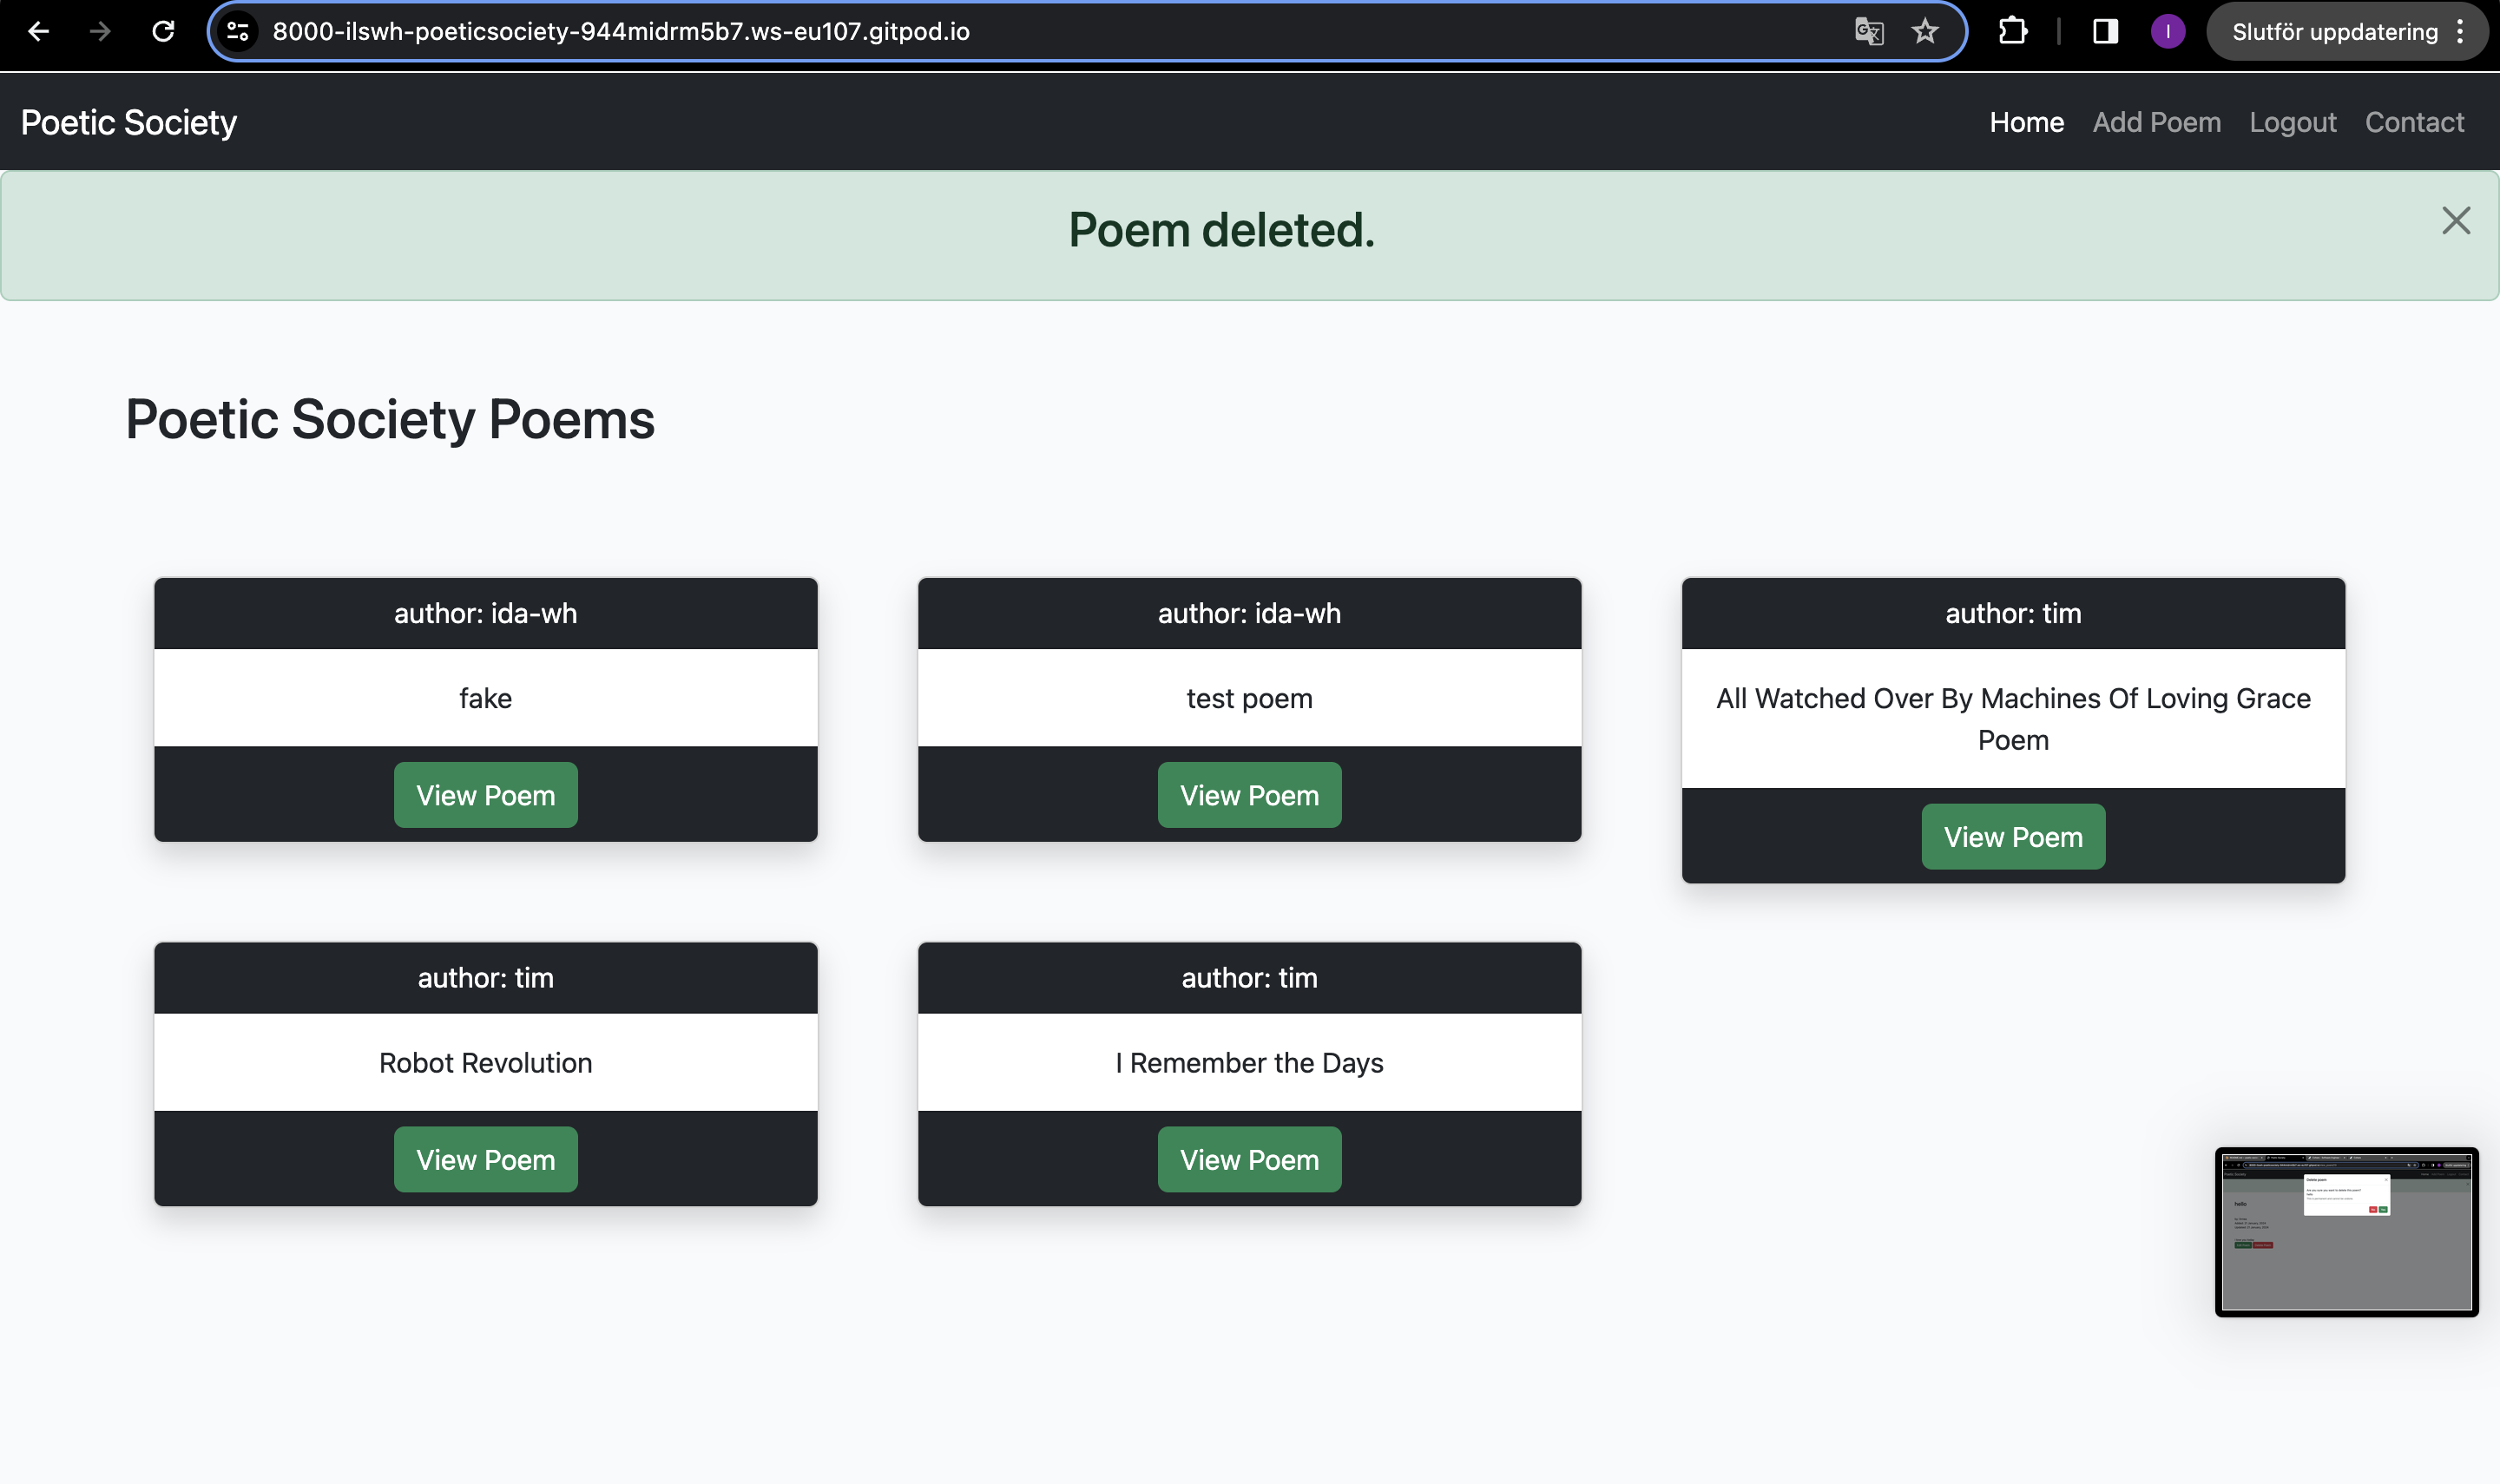 8000-ilswh-poeticsociety-944midrm5b7.ws-eu107.gitpod.io
I
Slutför uppdatering
Poetic Society
Home Add Poem Logout Contact
Poem deleted.
Poetic Society Poems
author: ida-wh
fake
View Poem
author: ida-wh
test poem
View Poem
author: tim
All Watched Over By Machines Of Loving Grace
Poem
View Poem
author: tim
Robot Revolution
View Poem
author: tim
I Remember the Days
View Poem
Delete poem
hello